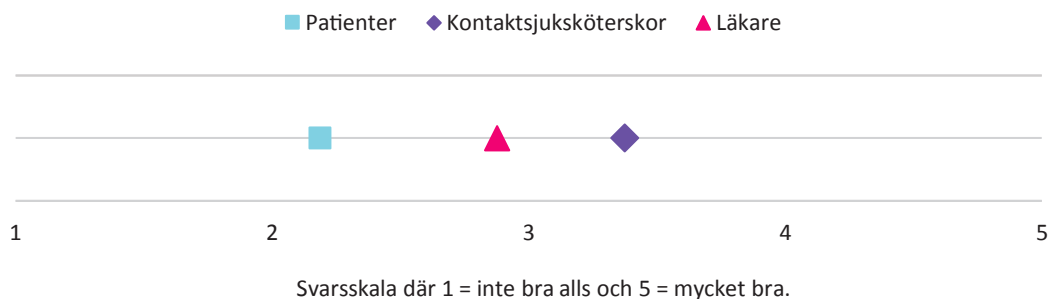 Patienter Kontaktsjuksköterskor Läkare
1 2 3 4 5
Svarsskala där 1 = inte bra alls och 5 = mycket bra.